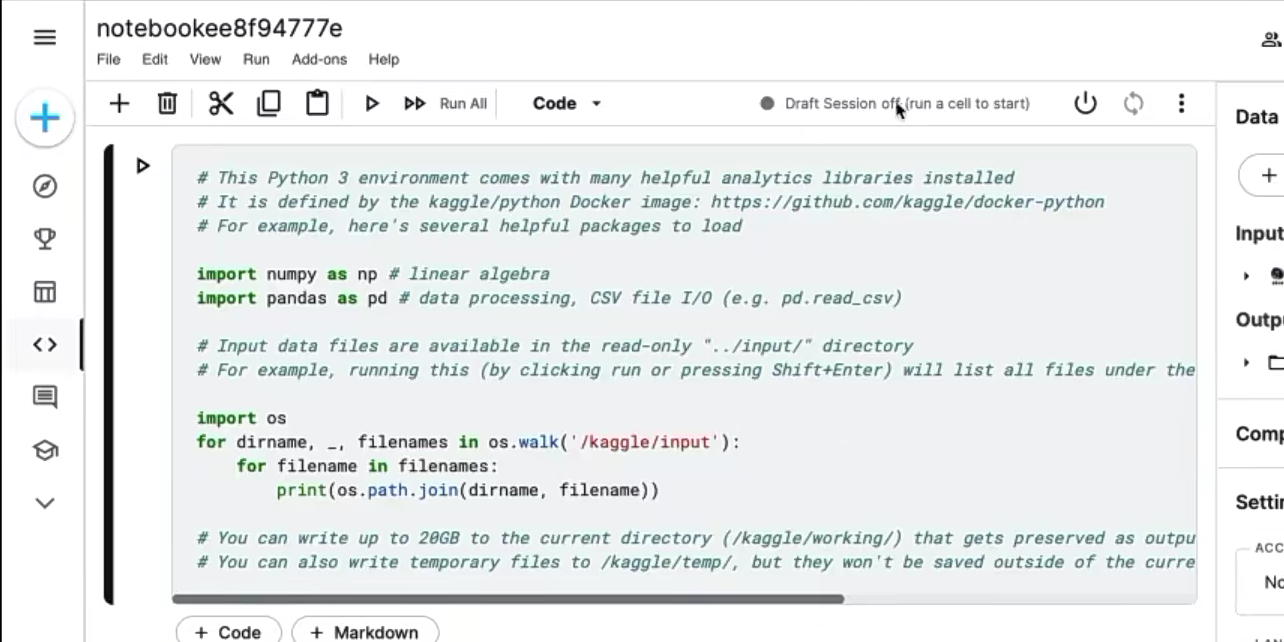 notebookee8f94777e
File Edit View Run Add-ons Help
Run All Code Draft Session off (run a cell to start)
# This Python 3 environment comes with many helpful analytics libraries installed
# It is defined by the kaggle/python Docker image: https://github.com/kaggle/docker-python
# For example, here's several helpful packages to load
import numpy as np # linear algebra
import pandas as pd # data processing, CSV file I/O (e.g. pd.read_csv)
# Input data files are available in the read-only "../input/" directory
# For example, running this (by clicking run or pressing Shift+Enter) will list all files under the
import os
for dirname, _, filenames in os.walk('/kaggle/input'):
for filename in filenames:
print(os.path.join(dirname, filename))
# You can write up to 20GB to the current directory (/kaggle/working/) that gets preserved as outpu
# You can also write temporary files to /kaggle/temp/, but they won't be saved outside of the curre
+ Code + Markdown
Data
Input
Outpu
Comp
Settin
ACC
No